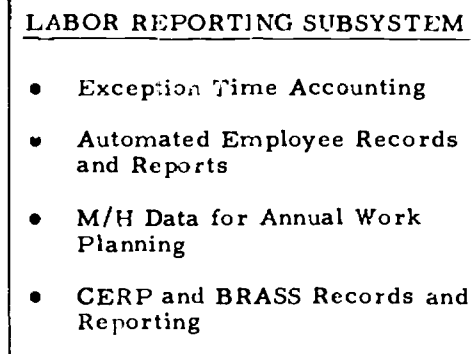 LABOR REPORTING SUBSYSTEM
• Exception Time Accounting
• Automated Employee Records
and Reports
• M/H Data for Annual Work
Planning
• CERP and BRASS Records and
Reporting